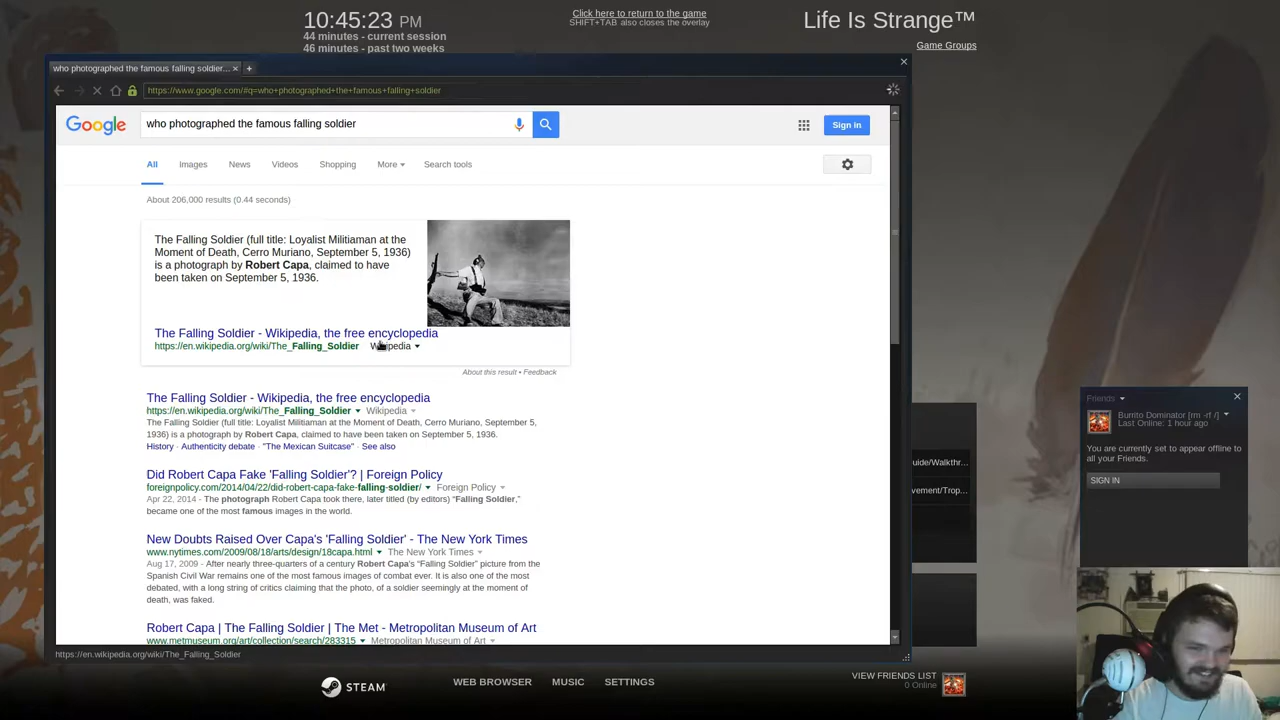 10:45:23 PM
44 minutes - current session
46 minutes - past two weeks
Click here to return to the game
SHIFT+TAB also closes the overlay
Life Is Strange™
Game Groups
who photographed the famous falling soldier...
https://www.google.com/#q=who+photographed+the+famous+falling+soldier
Google
who photographed the famous falling soldier
Sign in
All Images News Videos Shopping More Search tools
About 206,000 results (0.44 seconds)
The Falling Soldier (full title: Loyalist Militiaman at the
Moment of Death, Cerro Muriano, September 5, 1936)
is a photograph by Robert Capa, claimed to have
been taken on September 5, 1936.
The Falling Soldier - Wikipedia, the free encyclopedia
https://en.wikipedia.org/wiki/The_Falling_Soldier Wikipedia
About this result • Feedback
The Falling Soldier - Wikipedia, the free encyclopedia
https://en.wikipedia.org/wiki/The_Falling_Soldier Wikipedia
The Falling Soldier (full title: Loyalist Militiaman at the Moment of Death, Cerro Muriano, September 5,
1936) is a photograph by Robert Capa, claimed to have been taken on September 5, 1936.
History · Authenticity debate · "The Mexican Suitcase" · See also
Did Robert Capa Fake 'Falling Soldier'? | Foreign Policy
foreignpolicy.com/2014/04/22/did-robert-capa-fake-falling-soldier/ Foreign Policy
Apr 22, 2014 - The photograph Robert Capa took there, later titled (by editors) “Falling Soldier,”
became one of the most famous images in the world.
New Doubts Raised Over Capa's 'Falling Soldier' - The New York Times
www.nytimes.com/2009/08/18/arts/design/18capa.html The New York Times
Aug 17, 2009 - After nearly three-quarters of a century Robert Capa's “Falling Soldier” picture from the
Spanish Civil War remains one of the most famous images of combat ever. It is also one of the most
debated, with a long string of critics claiming that the photo, of a soldier seemingly at the moment of
death, was faked.
Robert Capa | The Falling Soldier | The Met - Metropolitan Museum of Art
www.metmuseum.org/art/collection/search/283315 Metropolitan Museum of Art
https://en.wikipedia.org/wiki/The_Falling_Soldier
uide/Walkthr...
vement/Trop...
Friends
Burrito Dominator [rm -rf /]
Last Online: 1 hour ago
You are currently set to appear offline to
all your Friends.
SIGN IN
STEAM
WEB BROWSER MUSIC SETTINGS
VIEW FRIENDS LIST
0 Online